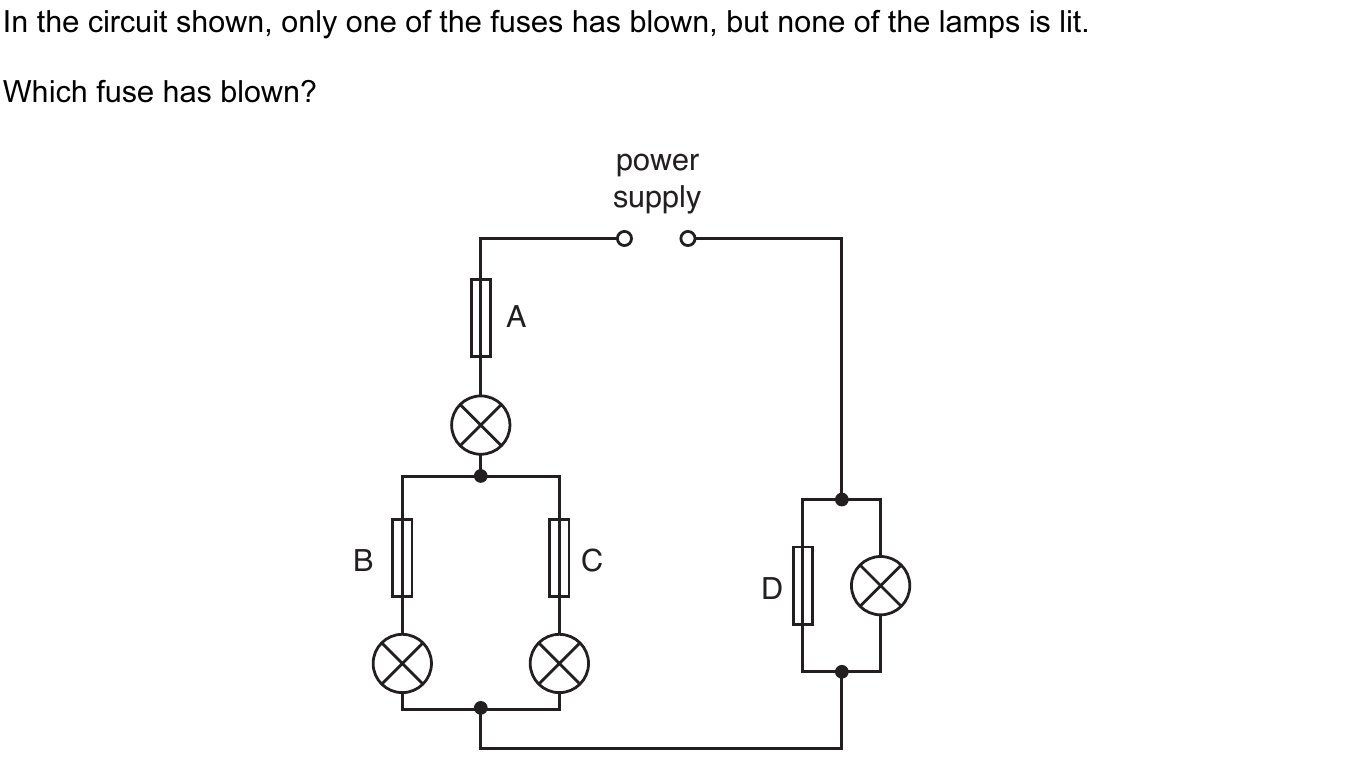 In the circuit shown, only one of the fuses has blown, but none of the lamps is lit.
Which fuse has blown?
power
supply
A
B
C
D